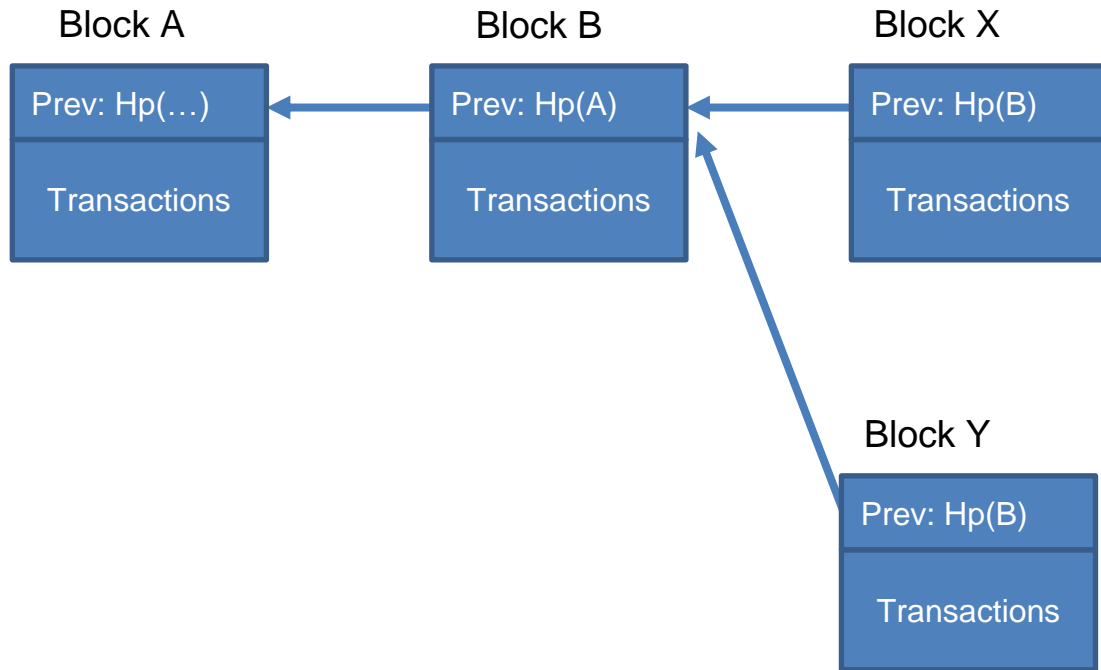 Block A
Block B
Block X
Prev: Hp(…)
Prev: Hp(A)
Prev: Hp(B)
Transactions
Transactions
Transactions
Block Y
Prev: Hp(B)
Transactions